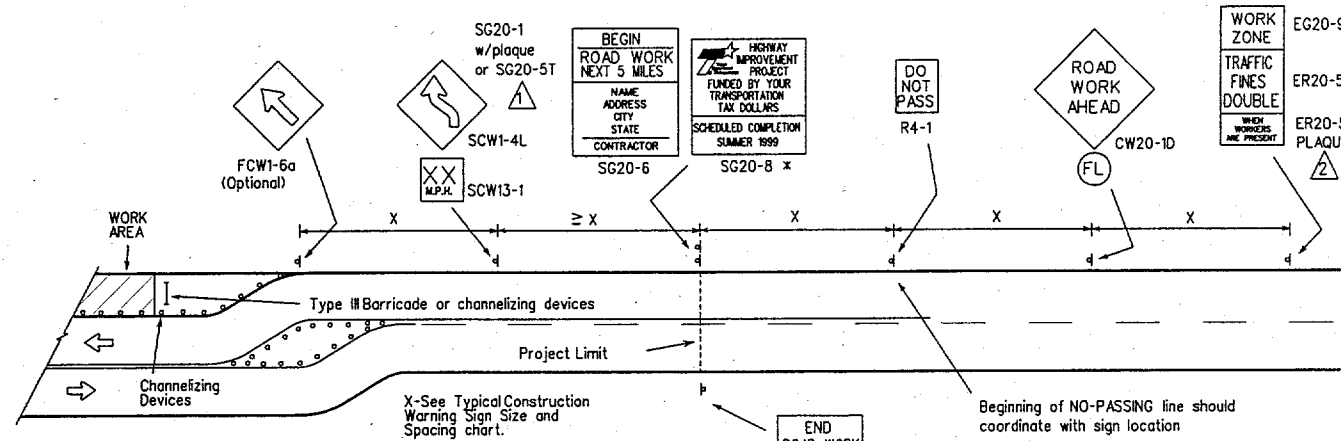 SG20-1
w/plaque
or SG20-5T
1
BEGIN
ROAD WORK
NEXT 5 MILES
NAME
ADDRESS
CITY
STATE
CONTRACTOR
SG20-6
HIGHWAY
IMPROVEMENT
PROJECT
FUNDED BY YOUR
TRANSPORTATION
TAX DOLLARS
SCHEDULED COMPLETION
SUMMER 1999
SG20-8 *
DO
NOT
PASS
R4-1
ROAD
WORK
AHEAD
CW20-1D
FL
WORK
ZONE
EG20-9
TRAFFIC
FINES
DOUBLE
ER20-5
WHEN
WORKERS
ARE PRESENT
ER20-5
PLAQU
2
FCW1-6a
(Optional)
SCW1-4L
XX
M.P.H.
SCW13-1
WORK
AREA
X
≥ X
X
X
X
Type III Barricade or channelizing devices
Project Limit
Channelizing
Devices
X-See Typical Construction
Warning Sign Size and
Spacing chart.
END
Beginning of NO-PASSING line should
coordinate with sign location